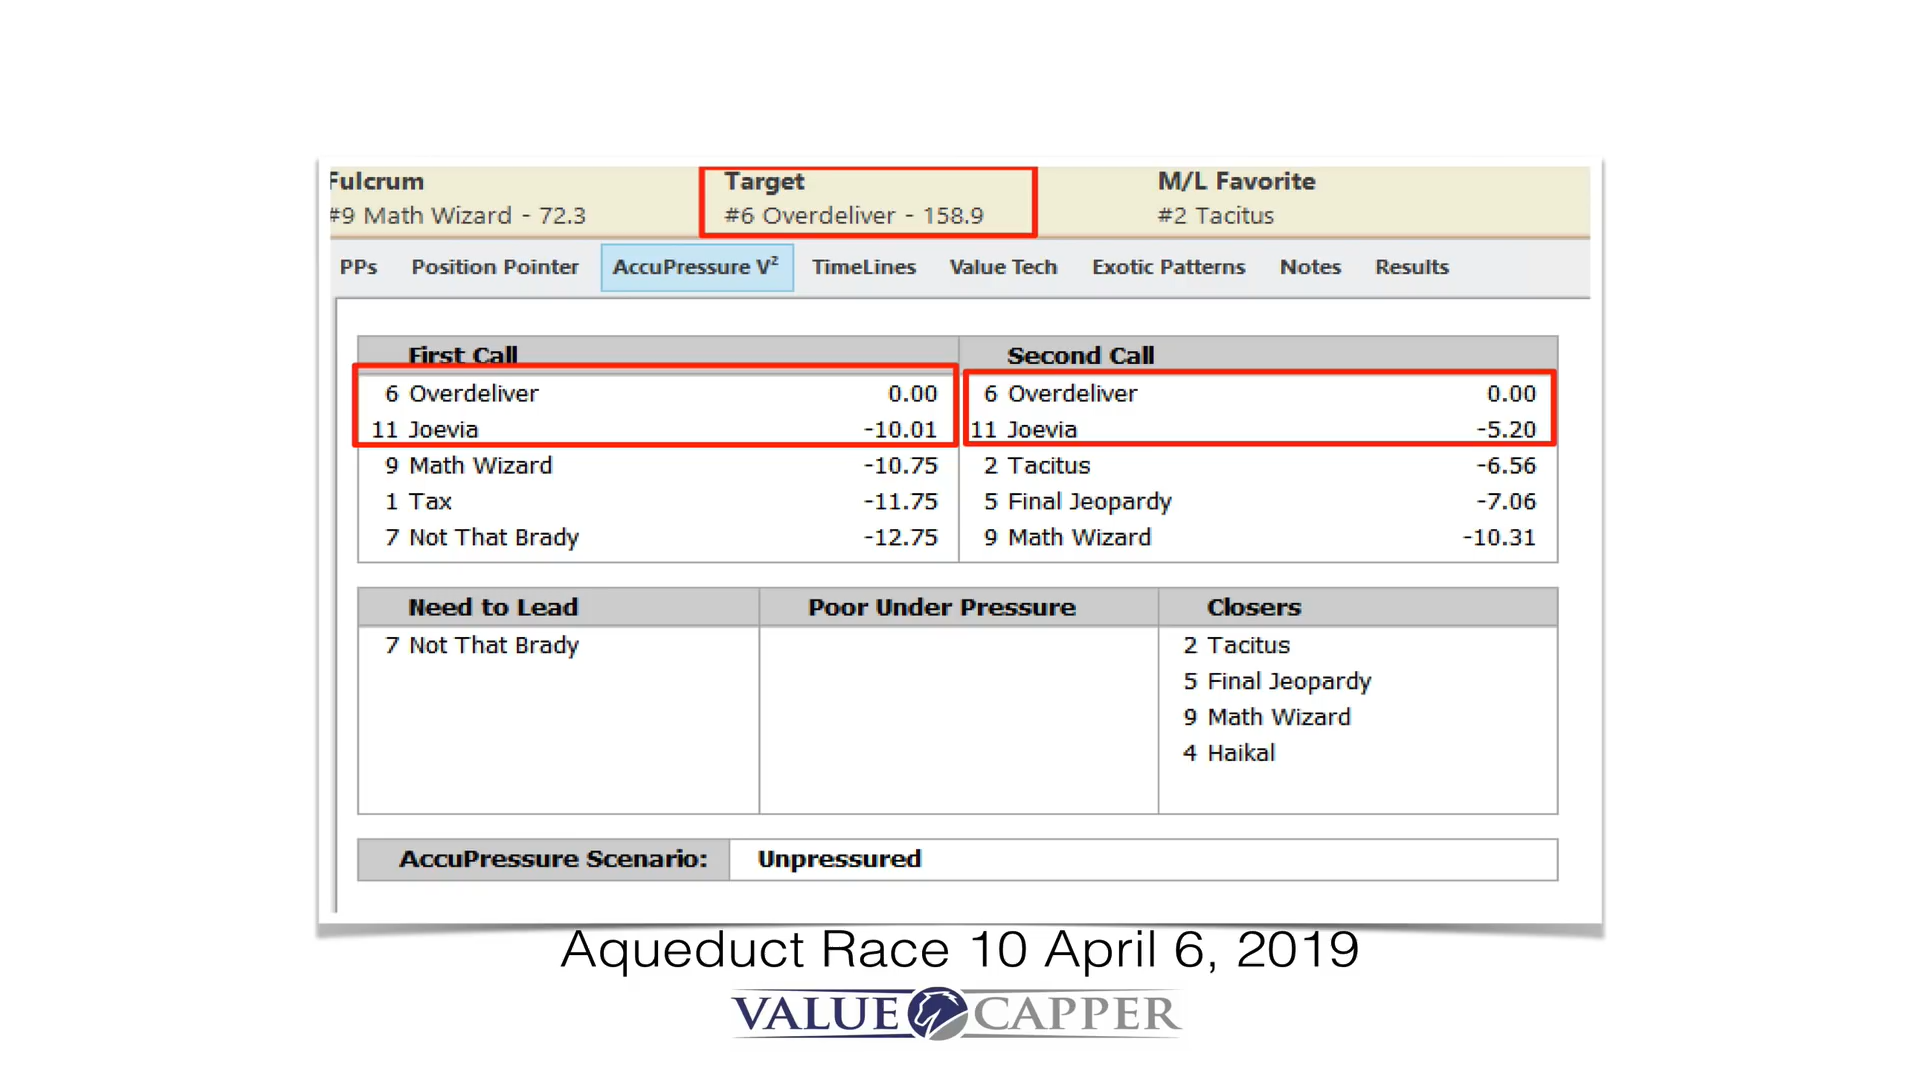 Fulcrum Target M/L Favorite
#9 Math Wizard - 72.3 #6 Overdeliver - 158.9 #2 Tacitus
PPs Position Pointer AccuPressure V² TimeLines Value Tech Exotic Patterns Notes Results
First Call Second Call
6 Overdeliver 0.00 6 Overdeliver 0.00
11 Joevia -10.01 11 Joevia -5.20
9 Math Wizard -10.75 2 Tacitus -6.56
1 Tax -11.75 5 Final Jeopardy -7.06
7 Not That Brady -12.75 9 Math Wizard -10.31
Need to Lead Poor Under Pressure Closers
7 Not That Brady 2 Tacitus
5 Final Jeopardy
9 Math Wizard
4 Haikal
AccuPressure Scenario: Unpressured
Aqueduct Race 10 April 6, 2019
VALUE CAPPER